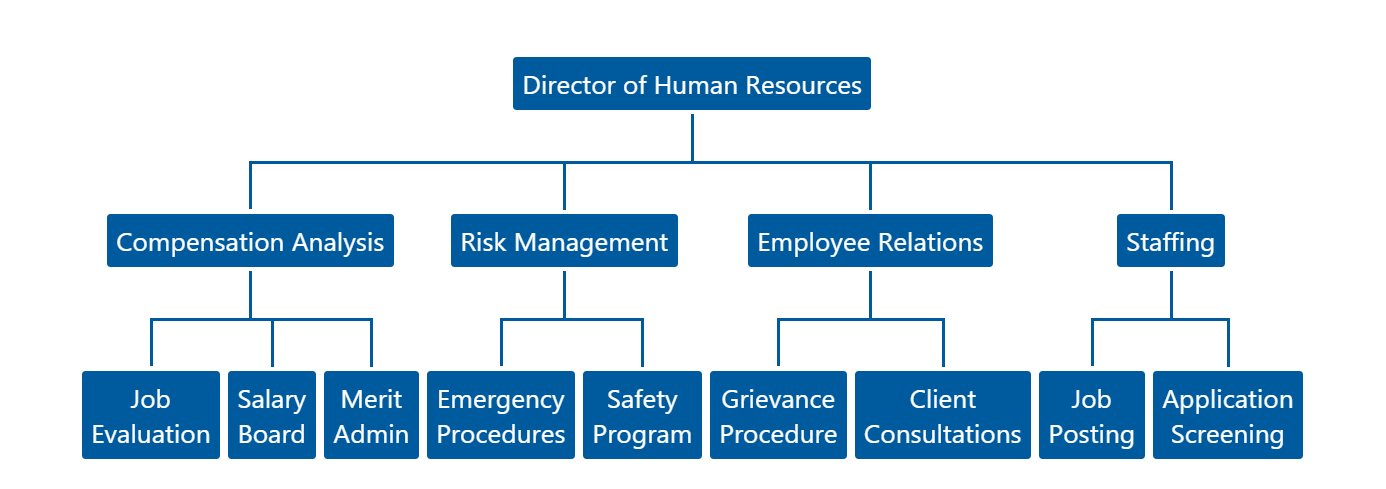 Director of Human Resources
Compensation Analysis
Risk Management
Employee Relations
Staffing
Job
Evaluation
Salary
Board
Merit
Admin
Emergency
Procedures
Safety
Program
Grievance
Procedure
Client
Consultations
Job
Posting
Application
Screening